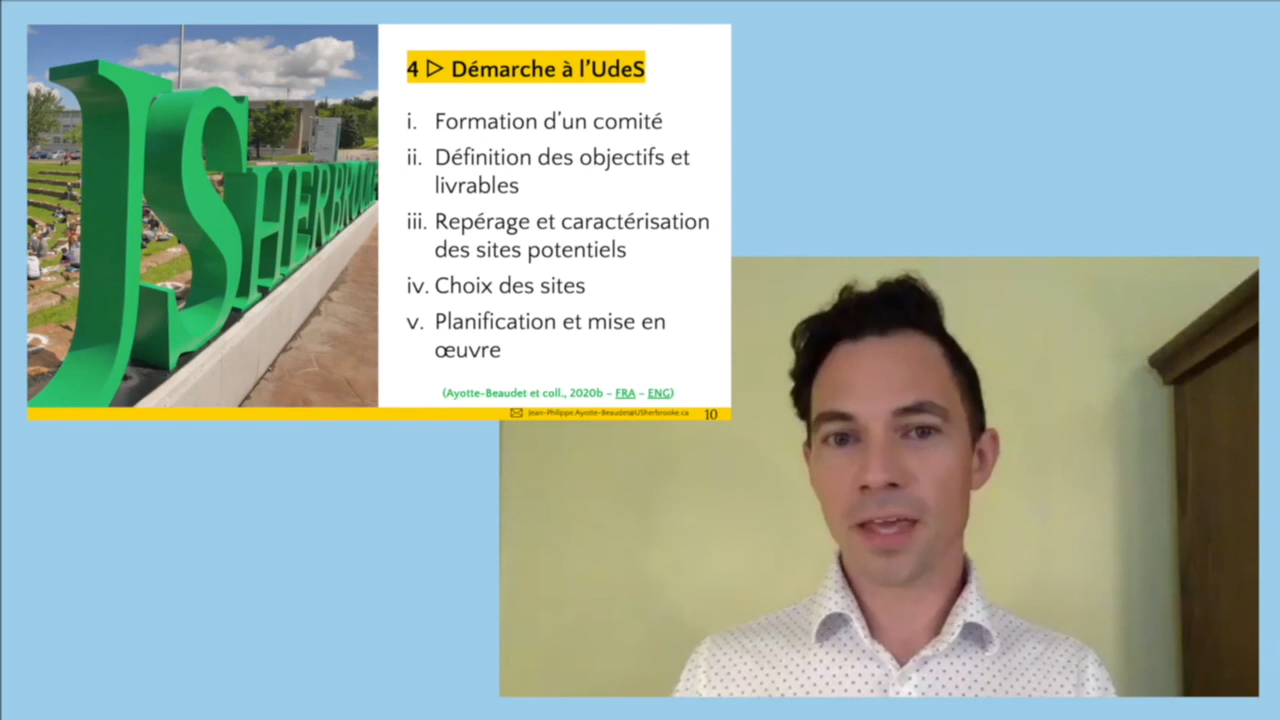 USHERBROOKE
4 ▷ Démarche à l'UdeS
i. Formation d'un comité
ii. Définition des objectifs et
livrables
iii. Repérage et caractérisation
des sites potentiels
iv. Choix des sites
v. Planification et mise en
œuvre
(Ayotte-Beaudet et coll., 2020b – FRA – ENG)
Jean-Philippe.Ayotte-Beaudet@USherbrooke.ca 10